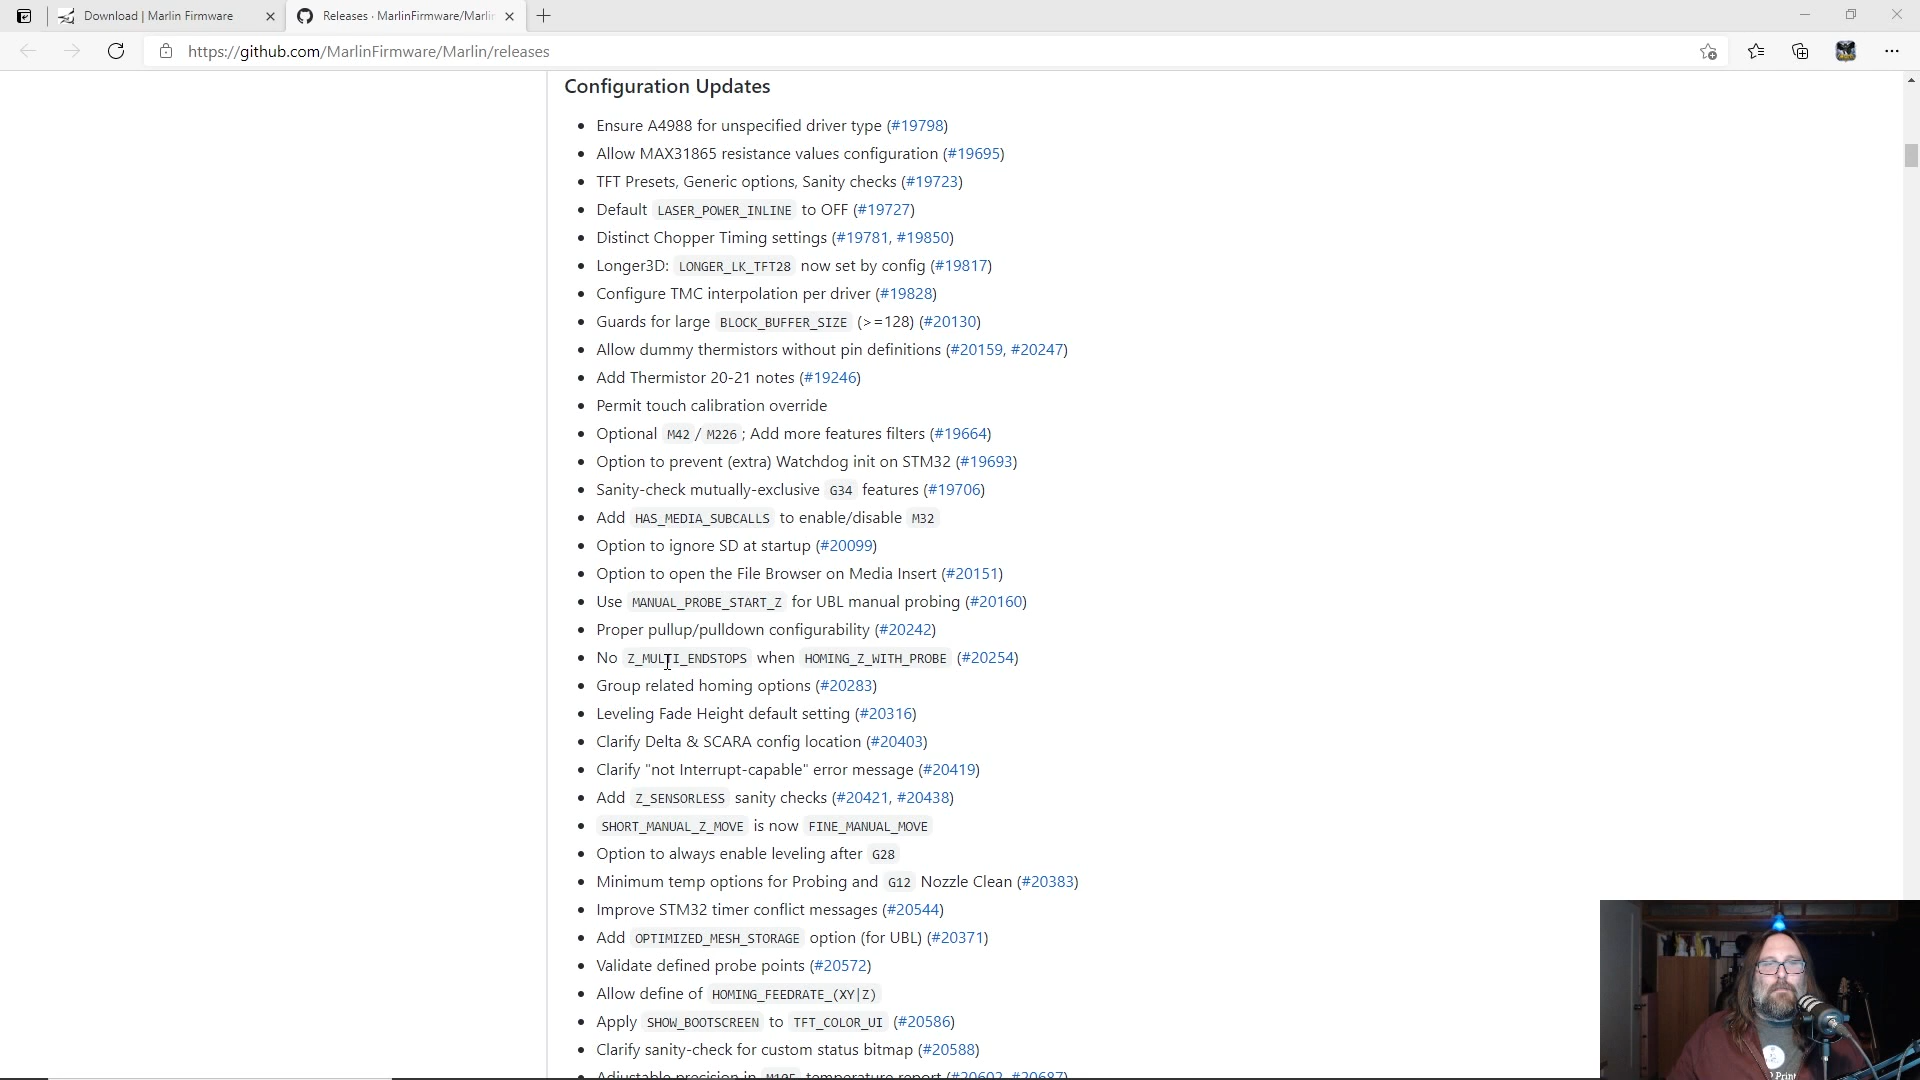 Download | Marlin Firmware
Releases · MarlinFirmware/Marlin
https://github.com/MarlinFirmware/Marlin/releases
Configuration Updates
Ensure A4988 for unspecified driver type (#19798)
Allow MAX31865 resistance values configuration (#19695)
TFT Presets, Generic options, Sanity checks (#19723)
Default LASER_POWER_INLINE to OFF (#19727)
Distinct Chopper Timing settings (#19781, #19850)
Longer3D: LONGER_LK_TFT28 now set by config (#19817)
Configure TMC interpolation per driver (#19828)
Guards for large BLOCK_BUFFER_SIZE (>=128) (#20130)
Allow dummy thermistors without pin definitions (#20159, #20247)
Add Thermistor 20-21 notes (#19246)
Permit touch calibration override
Optional M42 / M226 ; Add more features filters (#19664)
Option to prevent (extra) Watchdog init on STM32 (#19693)
Sanity-check mutually-exclusive G34 features (#19706)
Add HAS_MEDIA_SUBCALLS to enable/disable M32
Option to ignore SD at startup (#20099)
Option to open the File Browser on Media Insert (#20151)
Use MANUAL_PROBE_START_Z for UBL manual probing (#20160)
Proper pullup/pulldown configurability (#20242)
No Z_MULTI_ENDSTOPS when HOMING_Z_WITH_PROBE (#20254)
Group related homing options (#20283)
Leveling Fade Height default setting (#20316)
Clarify Delta & SCARA config location (#20403)
Clarify "not Interrupt-capable" error message (#20419)
Add Z_SENSORLESS sanity checks (#20421, #20438)
SHORT_MANUAL_Z_MOVE is now FINE_MANUAL_MOVE
Option to always enable leveling after G28
Minimum temp options for Probing and G12 Nozzle Clean (#20383)
Improve STM32 timer conflict messages (#20544)
Add OPTIMIZED_MESH_STORAGE option (for UBL) (#20371)
Validate defined probe points (#20572)
Allow define of HOMING_FEEDRATE_(XY|Z)
Apply SHOW_BOOTSCREEN to TFT_COLOR_UI (#20586)
Clarify sanity-check for custom status bitmap (#20588)
Adjustable precision in M105 temperature report (#20602, #20687)